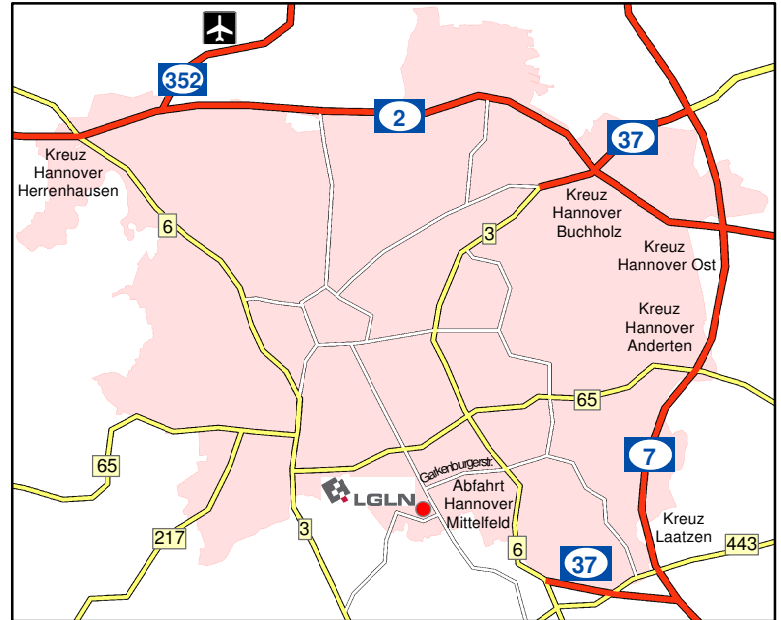 352
2
37
Kreuz
Hannover
Herrenhausen
Kreuz
Hannover
Buchholz
6
3
Kreuz
Hannover Ost
Kreuz
Hannover
Anderten
65
65
7
Garkenburgerstr.
LGLN
Abfahrt
Hannover
Mittelfeld
217
3
6
Kreuz
Laatzen
443
37